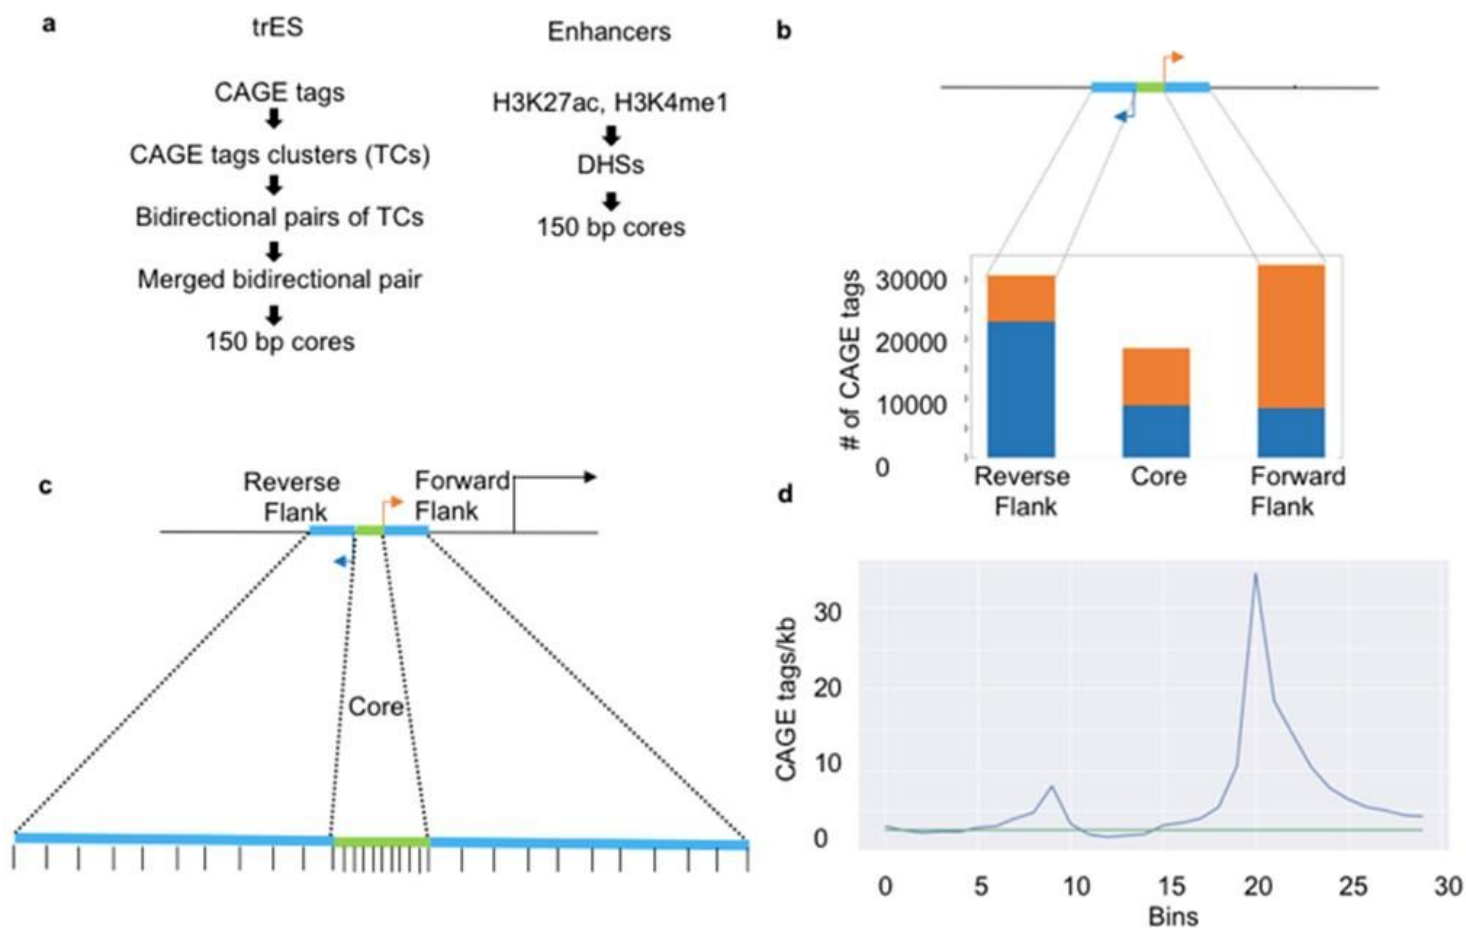 a
trES
CAGE tags
CAGE tags clusters (TCs)
Bidirectional pairs of TCs
Merged bidirectional pair
150 bp cores
Enhancers
H3K27ac, H3K4me1
DHSs
150 bp cores
b
# of CAGE tags
30000
20000
10000
0
Reverse
Flank
Core
Forward
Flank
c
Reverse
Flank
Forward
Flank
Core
d
CAGE tags/kb
30
20
10
0
0 5 10 15 20 25 30
Bins